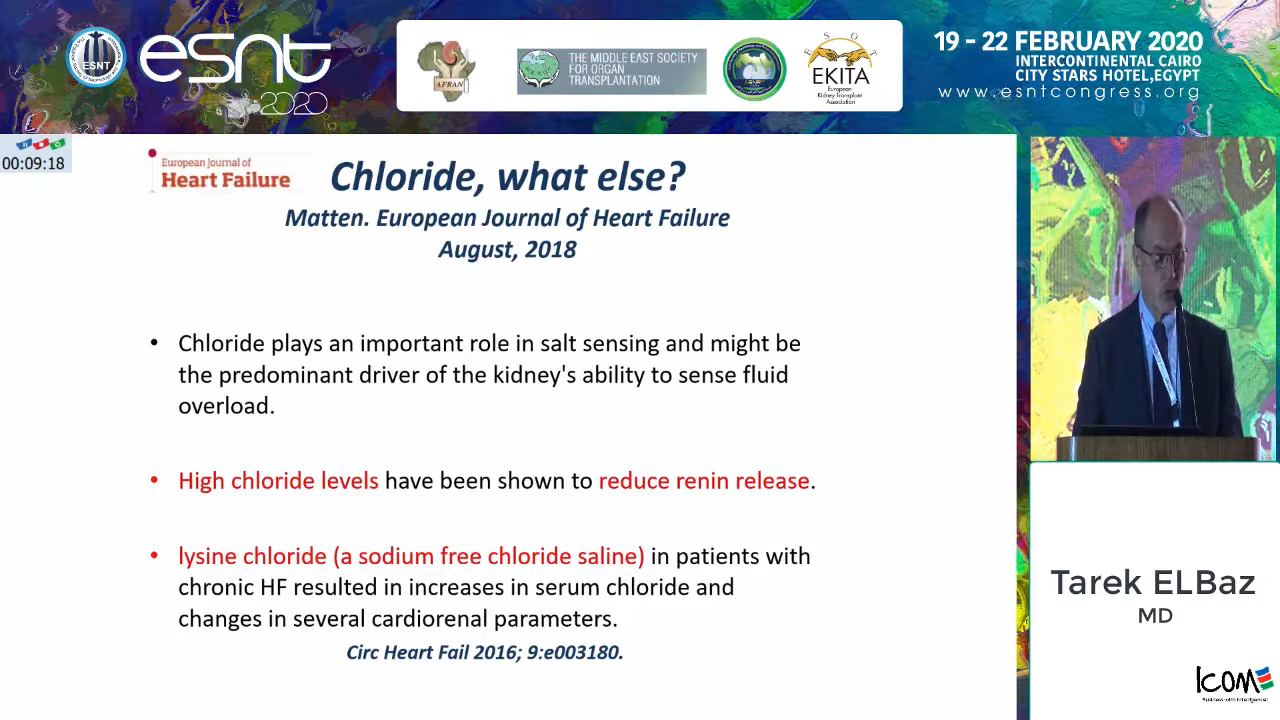 ESNT
esnt
2020
AFRAN
THE MIDDLE EAST SOCIETY
FOR ORGAN
TRANSPLANTATION
E S O T
EKITA
European
Kidney Transplant
Association
19 - 22 FEBRUARY 2020
INTERCONTINENTAL CAIRO
CITY STARS HOTEL,EGYPT
www.esntcongress.org
00:09:18
European Journal of
Heart Failure
Chloride, what else?
Matten. European Journal of Heart Failure
August, 2018
• Chloride plays an important role in salt sensing and might be
the predominant driver of the kidney's ability to sense fluid
overload.
• High chloride levels have been shown to reduce renin release.
• lysine chloride (a sodium free chloride saline) in patients with
chronic HF resulted in increases in serum chloride and
changes in several cardiorenal parameters.
Circ Heart Fail 2016; 9:e003180.
Tarek ELBaz
MD
ICOM